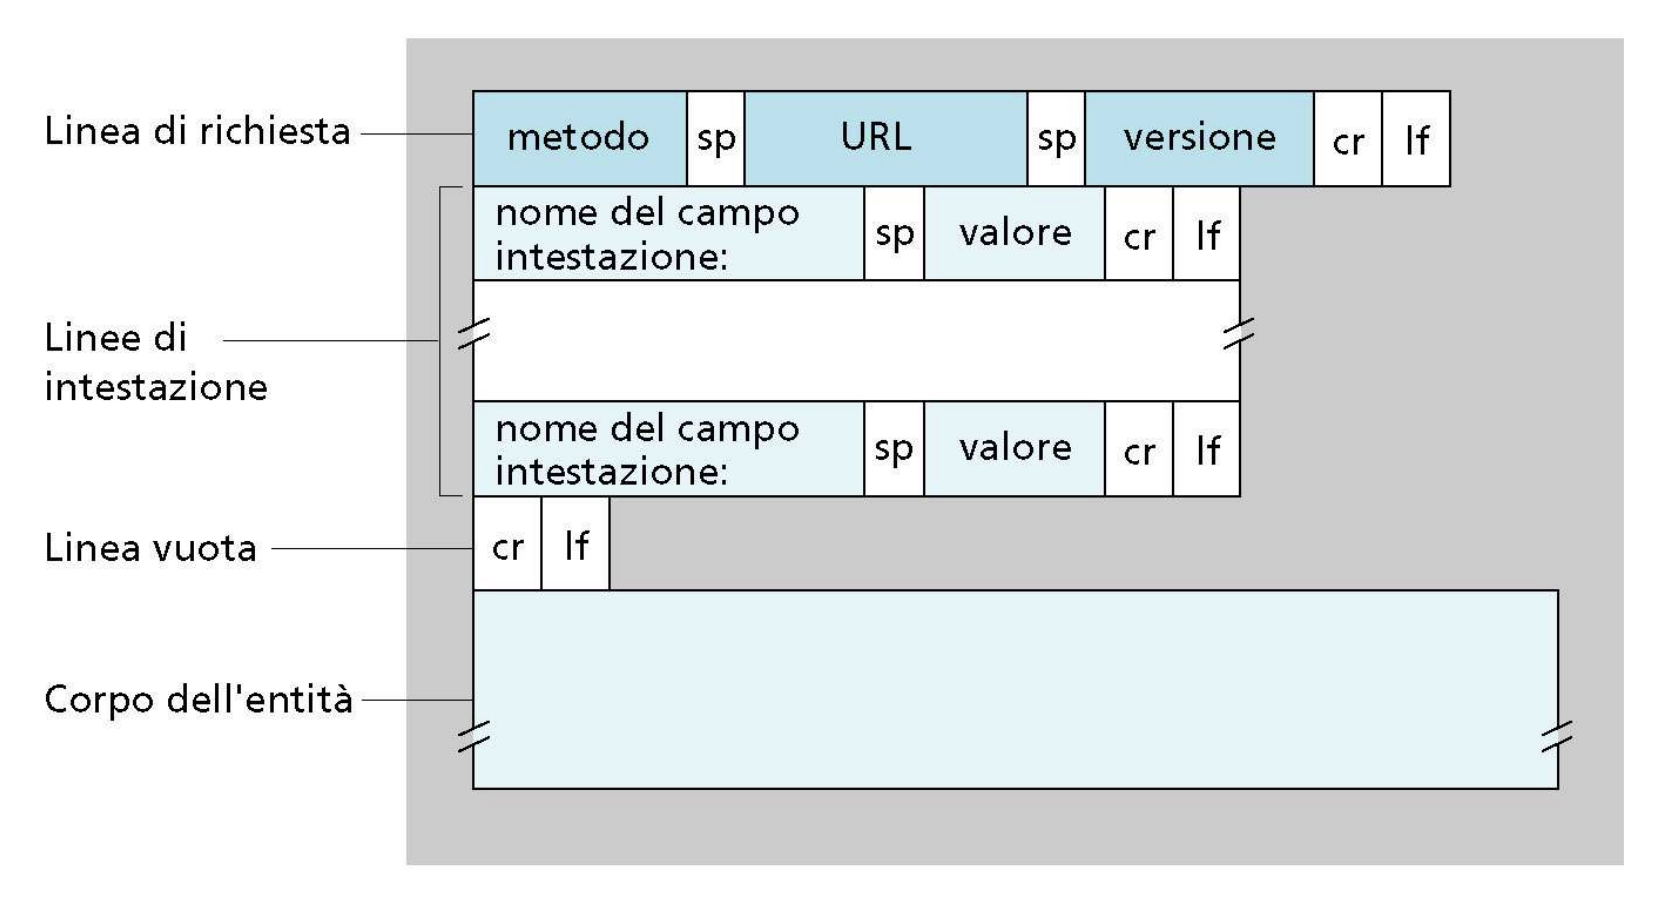 Linea di richiesta
metodo sp URL sp versione cr lf
nome del campo
intestazione:
sp valore cr lf
Linee di
intestazione
nome del campo
intestazione:
sp valore cr lf
Linea vuota
cr lf
Corpo dell'entità